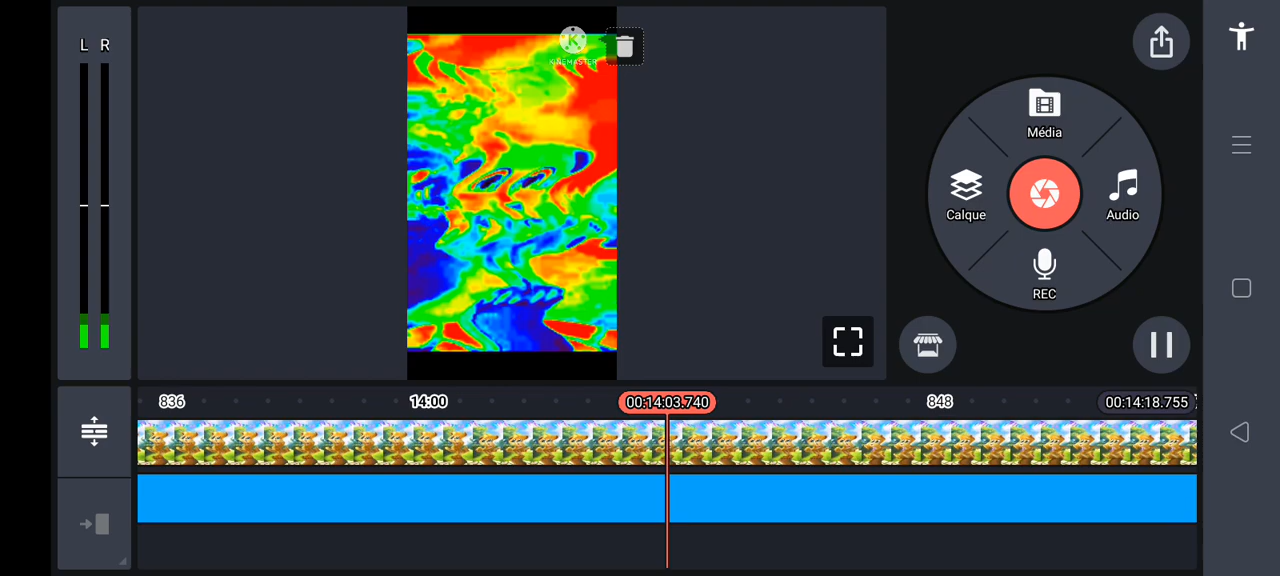 L R
KINEMASTER
Média
Calque
Audio
REC
836 14:00 00:14:03.740 848 00:14:18.755